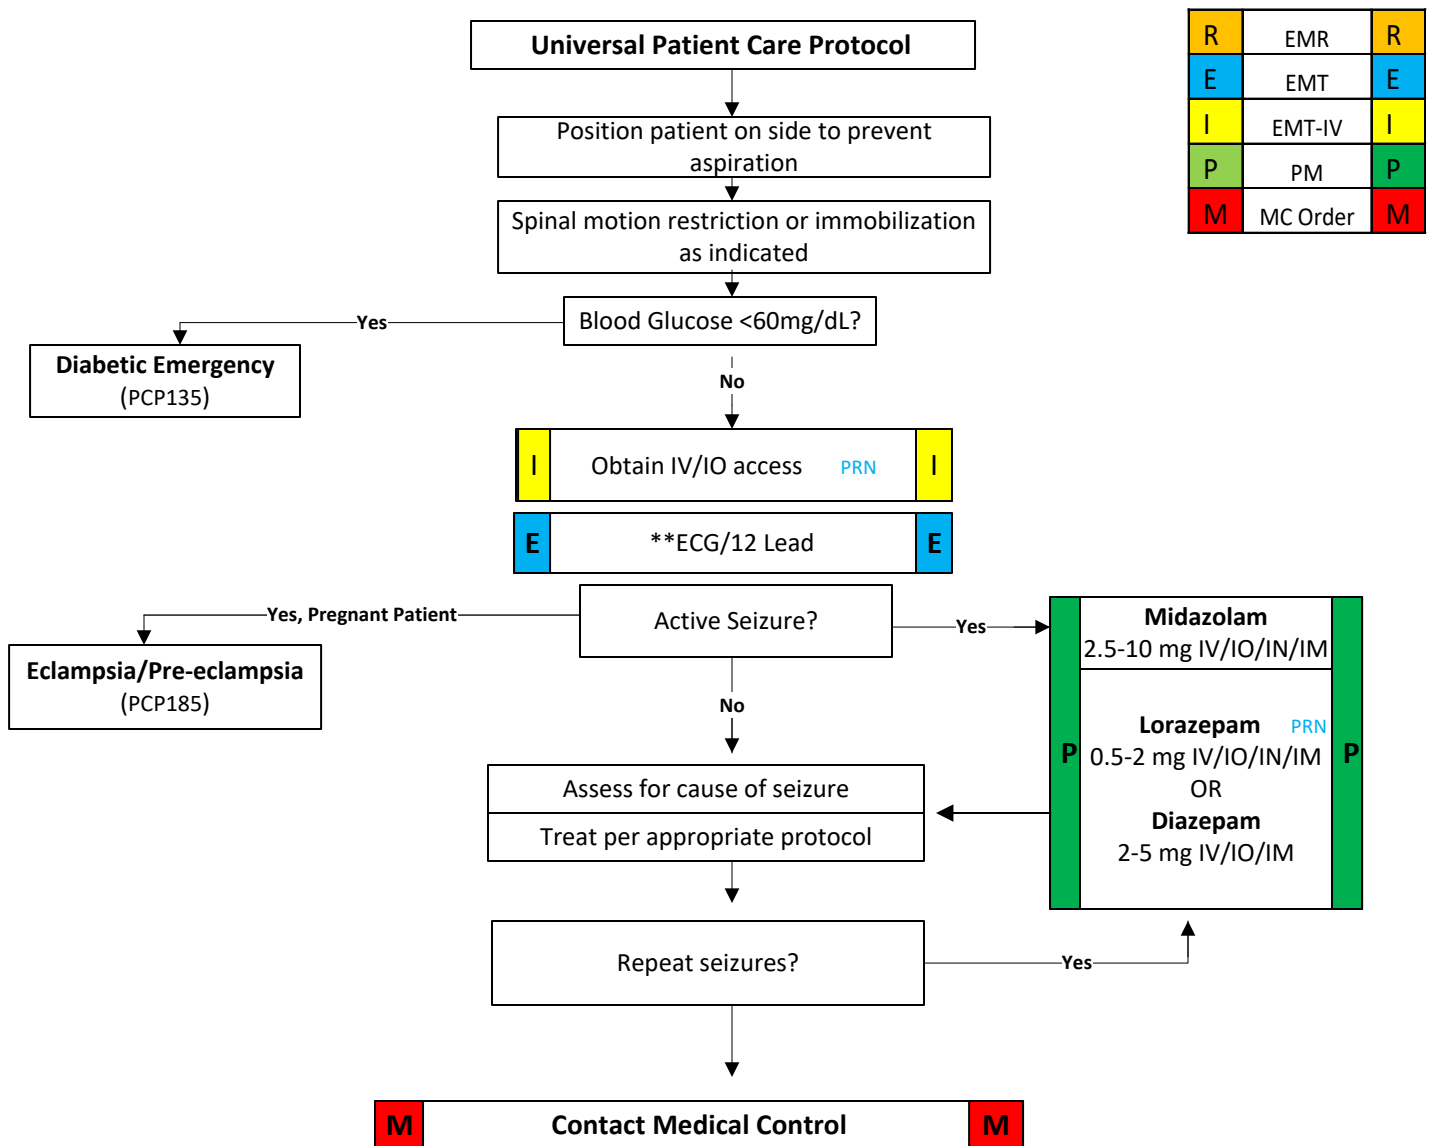 Universal Patient Care Protocol
R EMR R
E EMT E
I EMT-IV I
P PM P
M MC Order M
Position patient on side to prevent
aspiration
Spinal motion restriction or immobilization
as indicated
Blood Glucose <60mg/dL?
Yes
Diabetic Emergency
(PCP135)
No
I Obtain IV/IO access PRN I
E **ECG/12 Lead E
Active Seizure?
Yes, Pregnant Patient
Eclampsia/Pre-eclampsia
(PCP185)
Yes
Midazolam
2.5-10 mg IV/IO/IN/IM
Lorazepam PRN
P 0.5-2 mg IV/IO/IN/IM P
OR
Diazepam
2-5 mg IV/IO/IM
No
Assess for cause of seizure
Treat per appropriate protocol
Repeat seizures?
Yes
M Contact Medical Control M